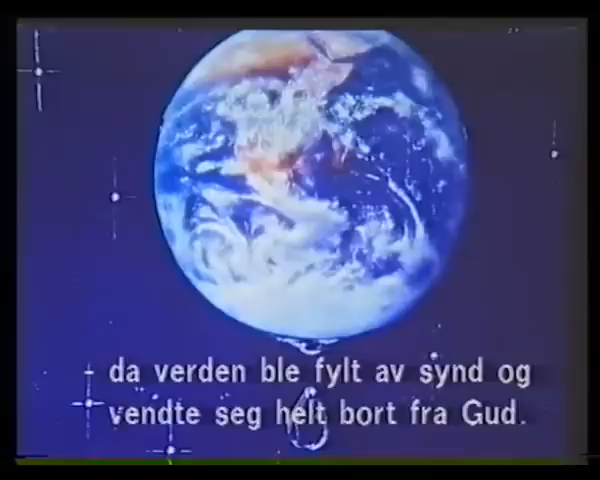 da verden ble fylt av synd og
vendte seg helt bort fra Gud.